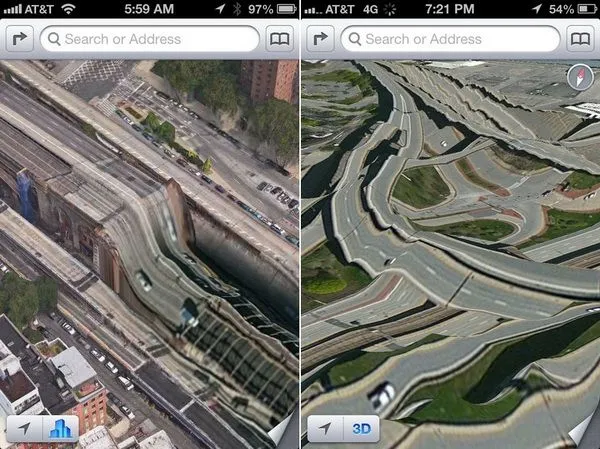 AT&T 5:59 AM 97%
Search or Address
AT&T 4G 7:21 PM 54%
Search or Address
3D